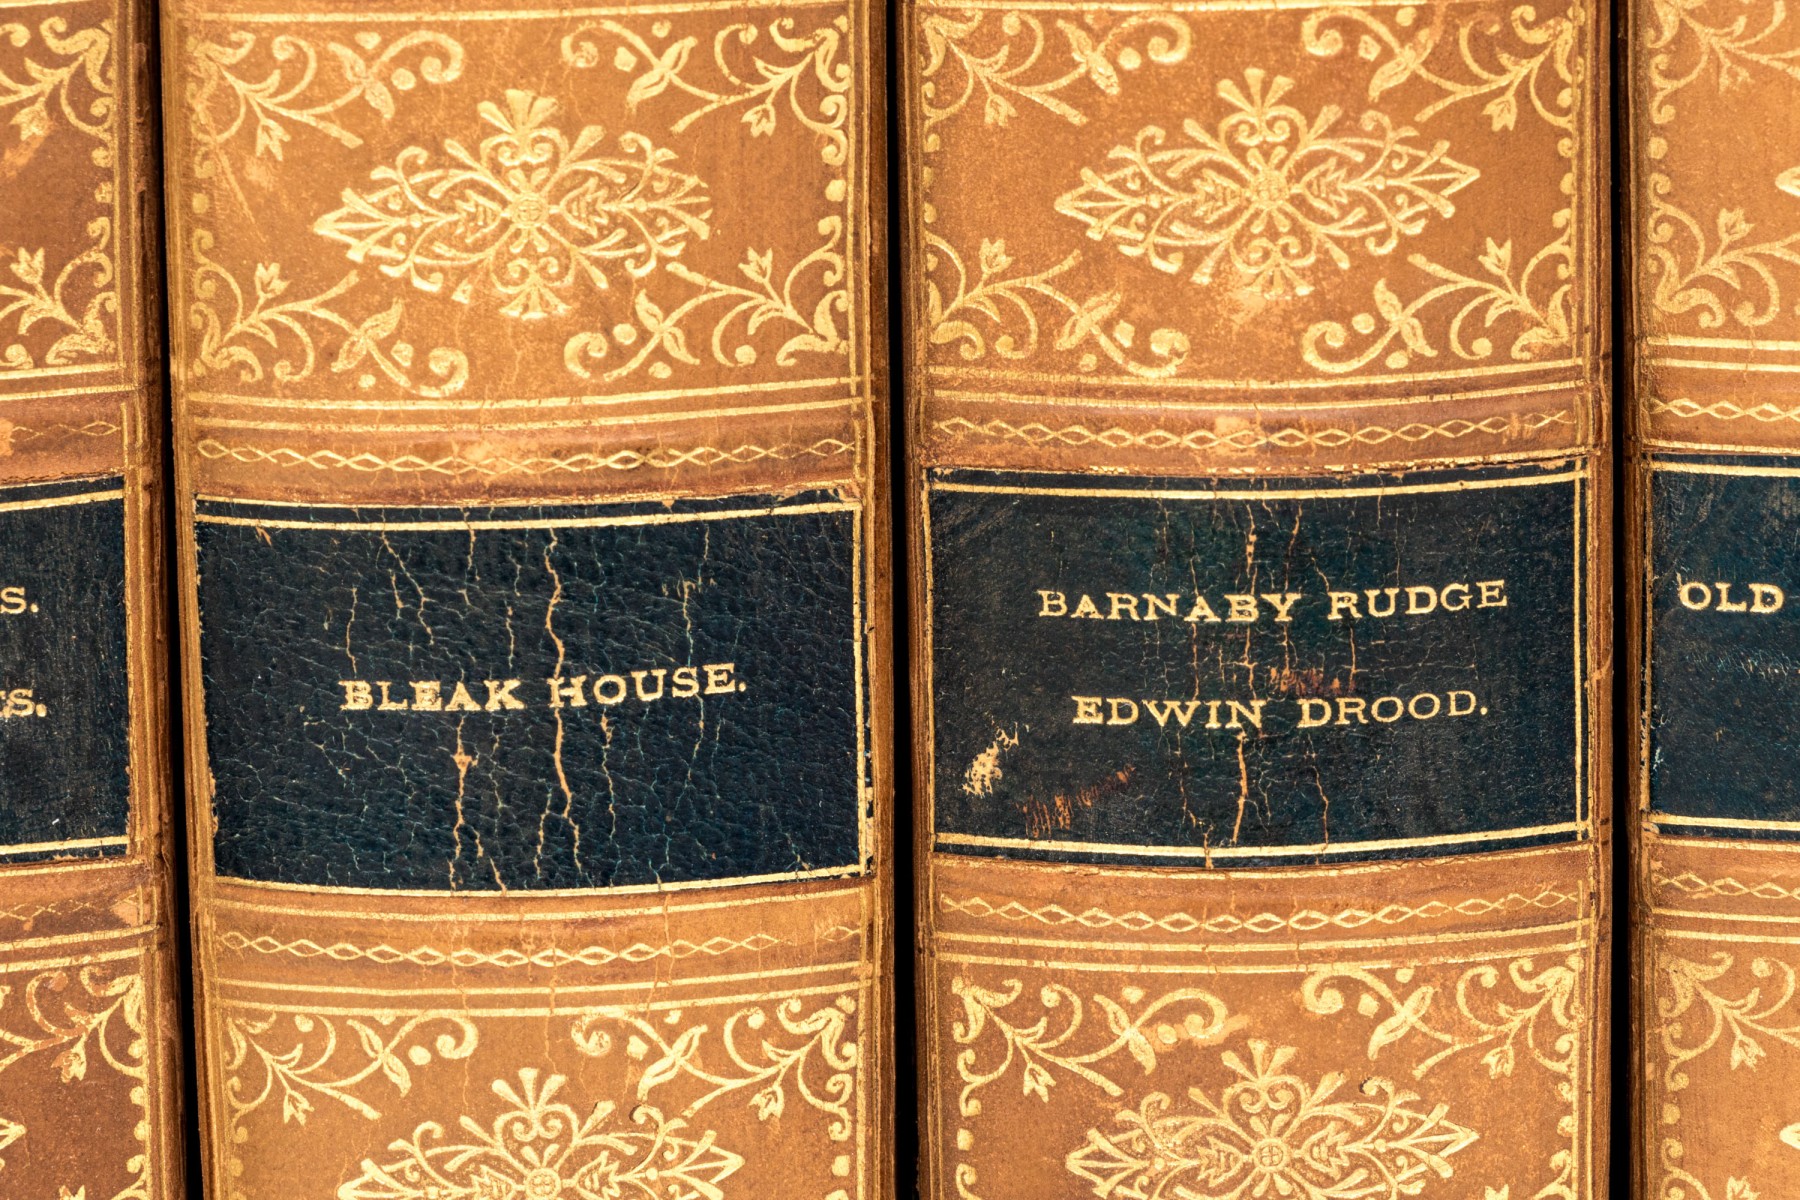 S.
BLEAK HOUSE.
BARNABY RUDGE
EDWIN DROOD.
OLD